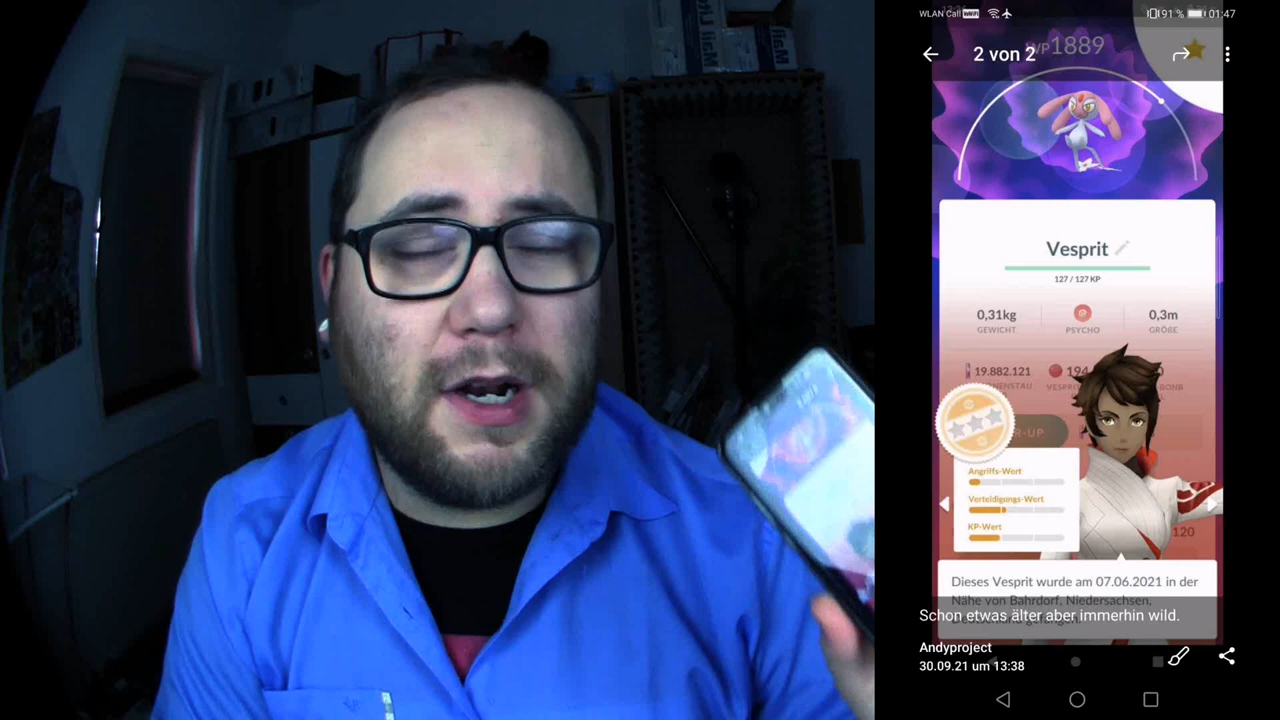 WLAN Call WiFi
91 % 01:47
2 von 2
WP1889
Vesprit
127 / 127 KP
0,31kg
GEWICHT
PSYCHO
0,3m
GRÖßE
19.882.121
194
Angriffs-Wert
Verteidigungs-Wert
KP-Wert
120
Dieses Vesprit wurde am 07.06.2021 in der
Nähe von Bahrdorf, Niedersachsen,
Schon etwas älter aber immerhin wild.
Andyproject
30.09.21 um 13:38